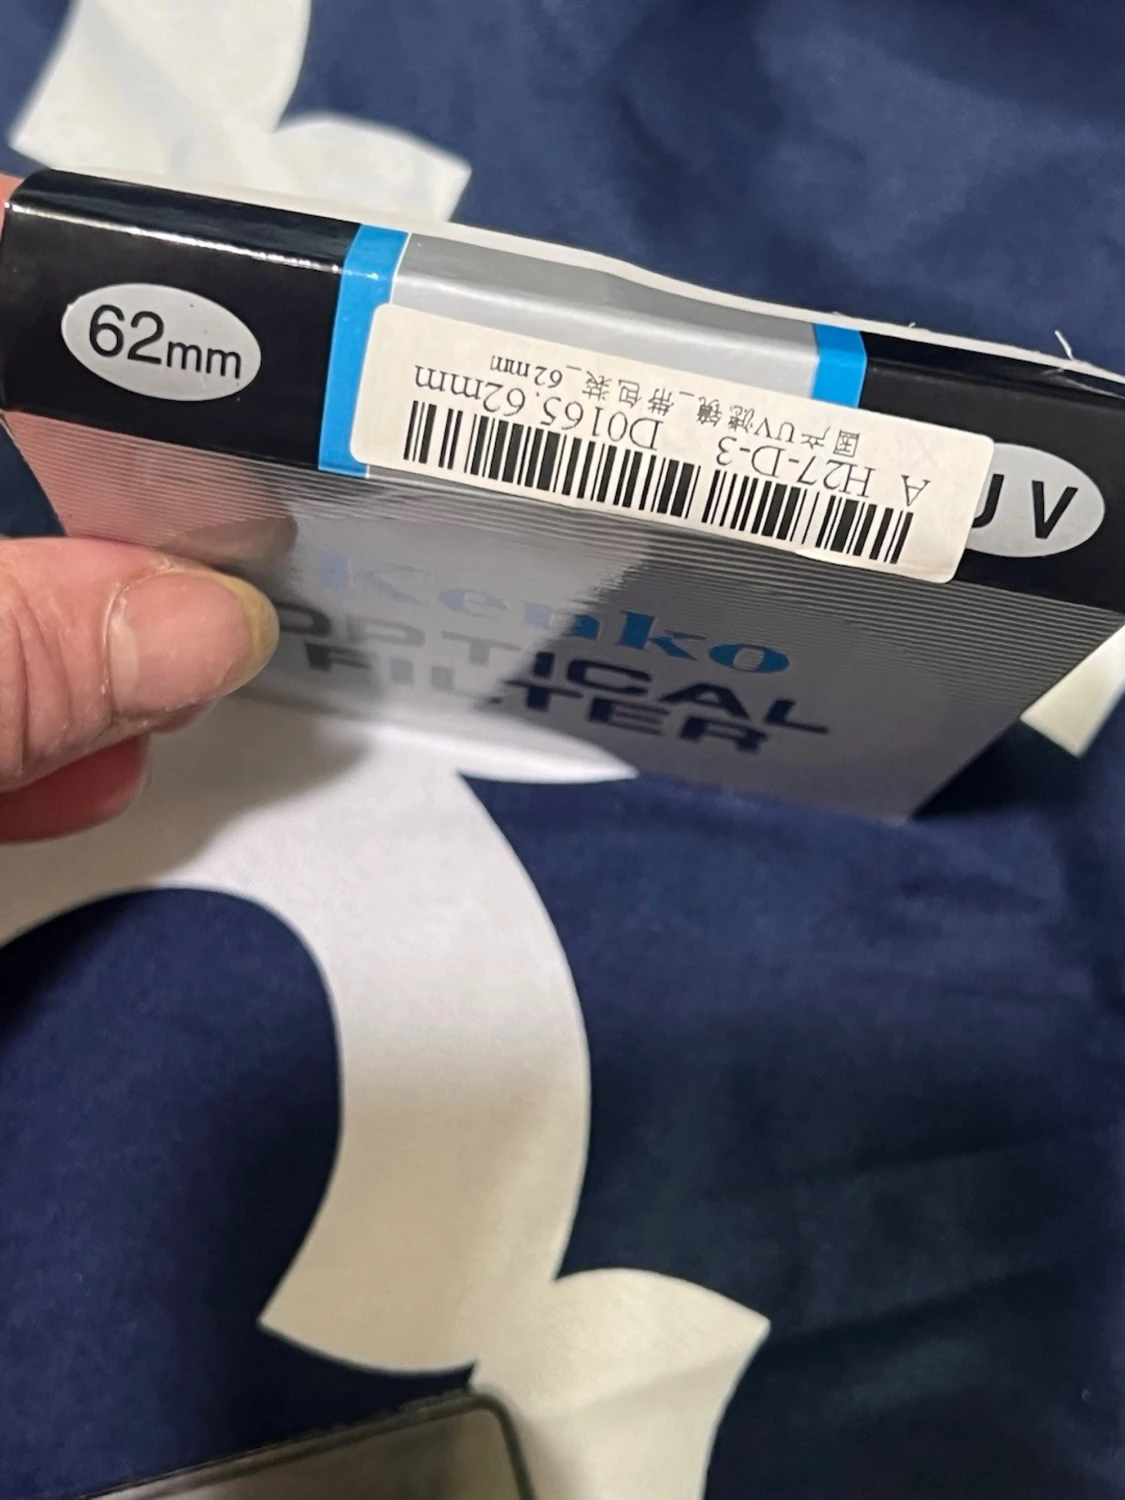 62mm
UV
A H27-D-3 D0165.62mm
国产UV滤镜_带包装_62mm
Kenko
OPTICAL
FILTER